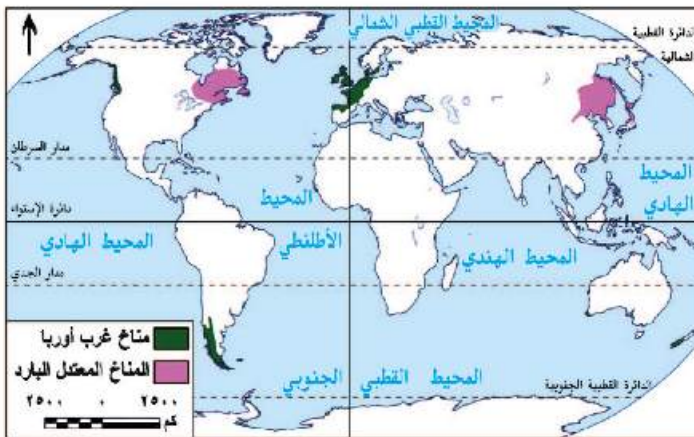 المحيط القطبي الشمالي
الدائرة القطبية
الشمالية
مدار السرطان
المحيط
الهادي
المحيط
دائرة الإستواء
الأطلنطي
المحيط الهادي
المحيط الهندي
مدار الجدي
مناخ غرب أوربا
المناخ المعتدل البارد
المحيط القطبي الجنوبي
الدائرة القطبية الجنوبية
٢٥٠٠ ٠ ٢٥٠٠
كم